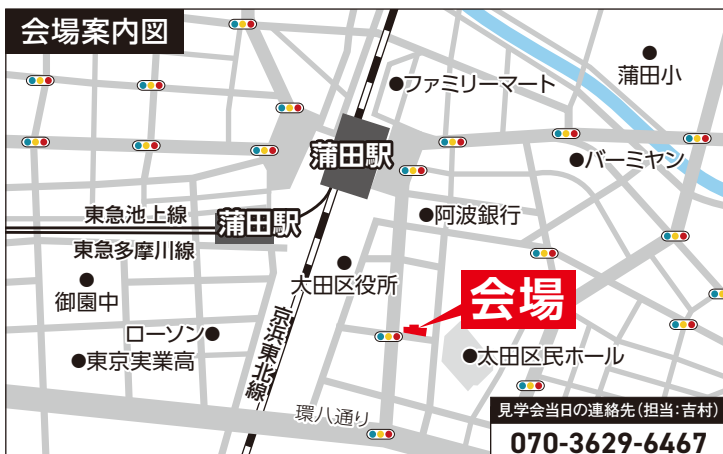 会場案内図
蒲田小
●ファミリーマート
蒲田駅
●バーミヤン
東急池上線
蒲田駅
●阿波銀行
東急多摩川線
大田区役所
御園中
会場
ローソン●
京浜東北線
●東京実業高
●太田区民ホール
環八通り
見学会当日の連絡先(担当:吉村)
070-3629-6467